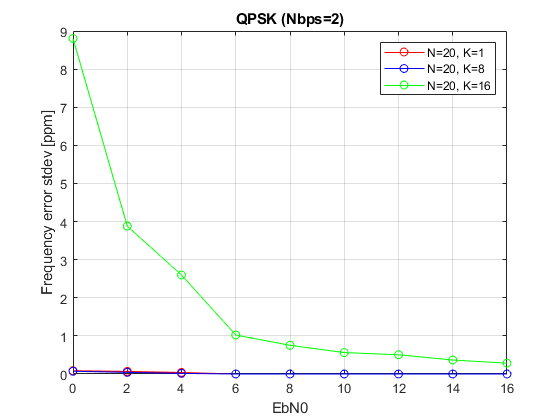 QPSK (Nbps=2)
Frequency error stdev [ppm]
9
8
7
6
5
4
3
2
1
0
N=20, K=1
N=20, K=8
N=20, K=16
0 2 4 6 8 10 12 14 16
EbN0